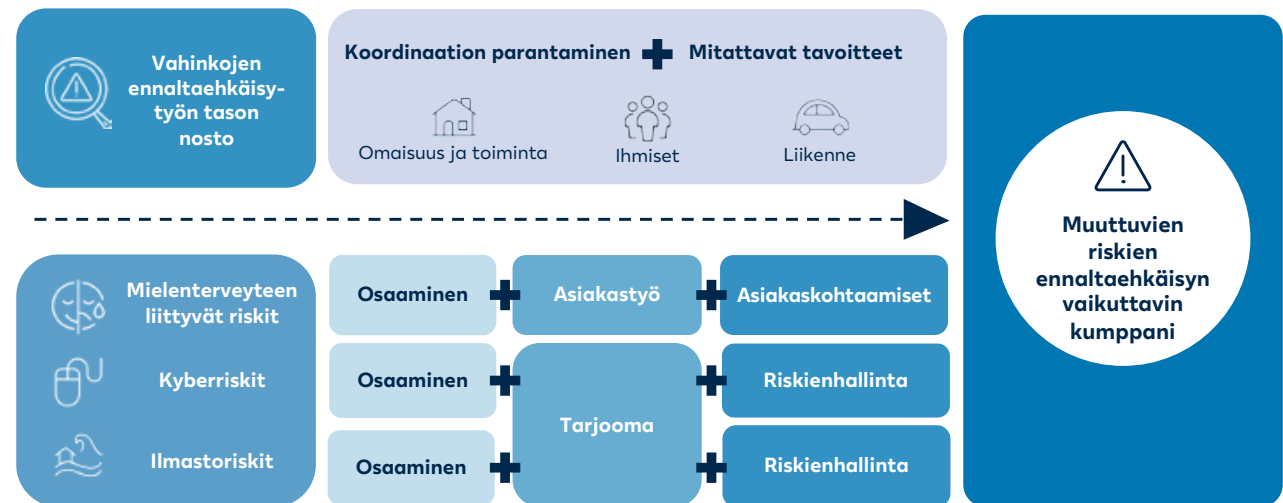 Vahinkojen
ennaltaehkäisy-
työn tason
nosto
Koordinaation parantaminen + Mitattavat tavoitteet
Omaisuus ja toiminta
Ihmiset
Liikenne
Mielenterveyteen
liittyvät riskit
Osaaminen + Asiakastyö + Asiakaskohtaamiset
Kyberriskit
Osaaminen + Tarjooma + Riskienhallinta
Ilmastoriskit
Osaaminen + + Riskienhallinta
Muuttuvien
riskien
ennaltaehkäisyn
vaikuttavin
kumppani